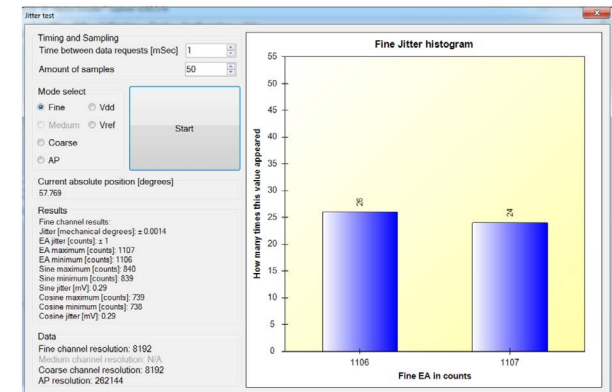 Jitter test
Timing and Sampling
Time between data requests [mSec] 1
Amount of samples 50
Mode select
Fine Vdd
Medium Vref
Coarse
AP
Start
Current absolute position [degrees]
57.769
Results
Fine channel results:
Jitter [mechanical degrees]: ± 0.0014
EA jitter [counts]: ± 1
EA maximum [counts]: 1107
EA minimum [counts]: 1106
Sine maximum [counts]: 840
Sine minimum [counts]: 839
Sine jitter [mV]: 0.29
Cosine maximum [counts]: 739
Cosine minimum [counts]: 738
Cosine jitter [mV]: 0.29
Data
Fine channel resolution: 8192
Medium channel resolution: N/A
Coarse channel resolution: 8192
AP resolution: 262144
Fine Jitter histogram
How many times this value appeared
55
50
45
40
35
30
25
20
15
10
5
0
26
24
1106 1107
Fine EA in counts